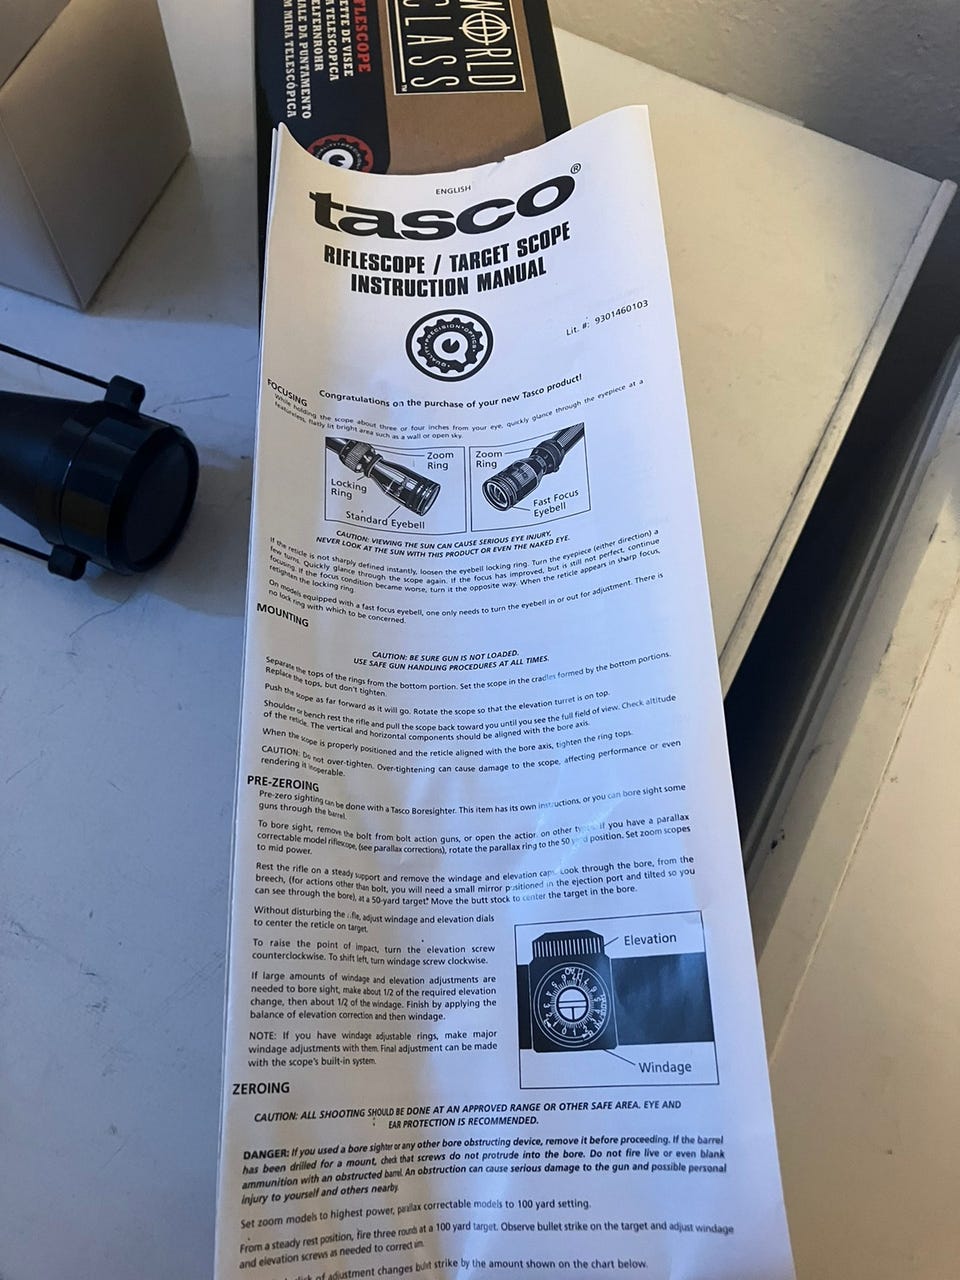 WORLD
CLASS™
FLESCOPE
ETTE DE VISEE
A TELESCOPICA
ELFERNROHR
IALE DA PUNTAMENTO
M MIRA TELESCÓPICA
ENGLISH
tasco®
RIFLESCOPE / TARGET SCOPE
INSTRUCTION MANUAL
QUALITY•PRECISION•OPTICS•
Lit. #: 9301460103
Congratulations on the purchase of your new Tasco product!
FOCUSING
While holding the scope about three or four inches from your eye, quickly glance through the eyepiece at a
featureless, flatly lit bright area such as a wall or open sky.
Zoom
Ring
Locking
Ring
Standard Eyebell
Zoom
Ring
Fast Focus
Eyebell
CAUTION: VIEWING THE SUN CAN CAUSE SERIOUS EYE INJURY.
NEVER LOOK AT THE SUN WITH THIS PRODUCT OR EVEN THE NAKED EYE.
If the reticle is not sharply defined instantly, loosen the eyebell locking ring. Turn the eyepiece (either direction) a
few turns. Quickly glance through the scope again. If the focus has improved, but is still not perfect, continue
focusing. If the focus condition became worse, turn it the opposite way. When the reticle appears in sharp focus,
retighten the locking ring.
On models equipped with a fast focus eyebell, one only needs to turn the eyebell in or out for adjustment. There is
no lock ring with which to be concerned.
MOUNTING
CAUTION: BE SURE GUN IS NOT LOADED.
USE SAFE GUN HANDLING PROCEDURES AT ALL TIMES.
Separate the tops of the rings from the bottom portion. Set the scope in the cradles formed by the bottom portions.
Replace the tops, but don't tighten.
Push the scope as far forward as it will go. Rotate the scope so that the elevation turret is on top.
Shoulder or bench rest the rifle and pull the scope back toward you until you see the full field of view. Check altitude
of the reticle. The vertical and horizontal components should be aligned with the bore axis.
When the scope is properly positioned and the reticle aligned with the bore axis, tighten the ring tops.
CAUTION: Do not over-tighten. Over-tightening can cause damage to the scope, affecting performance or even
rendering it inoperable.
PRE-ZEROING
Pre-zero sighting can be done with a Tasco Boresighter. This item has its own instructions, or you can bore sight some
guns through the barrel.
To bore sight, remove the bolt from bolt action guns, or open the action on other types. If you have a parallax
correctable model riflescope, (see parallax corrections), rotate the parallax ring to the 50 yard position. Set zoom scopes
to mid power.
Rest the rifle on a steady support and remove the windage and elevation caps. Look through the bore, from the
breech, (for actions other than bolt, you will need a small mirror positioned in the ejection port and tilted so you
can see through the bore), at a 50-yard target. Move the butt stock to center the target in the bore.
Without disturbing the rifle, adjust windage and elevation dials
to center the reticle on target.
To raise the point of impact, turn the elevation screw
counterclockwise. To shift left, turn windage screw clockwise.
If large amounts of windage and elevation adjustments are
needed to bore sight, make about 1/2 of the required elevation
change, then about 1/2 of the windage. Finish by applying the
balance of elevation correction and then windage.
NOTE: If you have windage adjustable rings, make major
windage adjustments with them. Final adjustment can be made
with the scope's built-in system.
Elevation
Windage
ZEROING
CAUTION: ALL SHOOTING SHOULD BE DONE AT AN APPROVED RANGE OR OTHER SAFE AREA. EYE AND
EAR PROTECTION IS RECOMMENDED.
DANGER: If you used a bore sighter or any other bore obstructing device, remove it before proceeding. If the barrel
has been drilled for a mount, check that screws do not protrude into the bore. Do not fire live or even blank
ammunition with an obstructed barrel. An obstruction can cause serious damage to the gun and possible personal
injury to yourself and others nearby.
Set zoom models to highest power, parallax correctable models to 100 yard setting.
From a steady rest position, fire three rounds at a 100 yard target. Observe bullet strike on the target and adjust windage
and elevation screws as needed to correct aim.
click of adjustment changes bullet strike by the amount shown on the chart below.